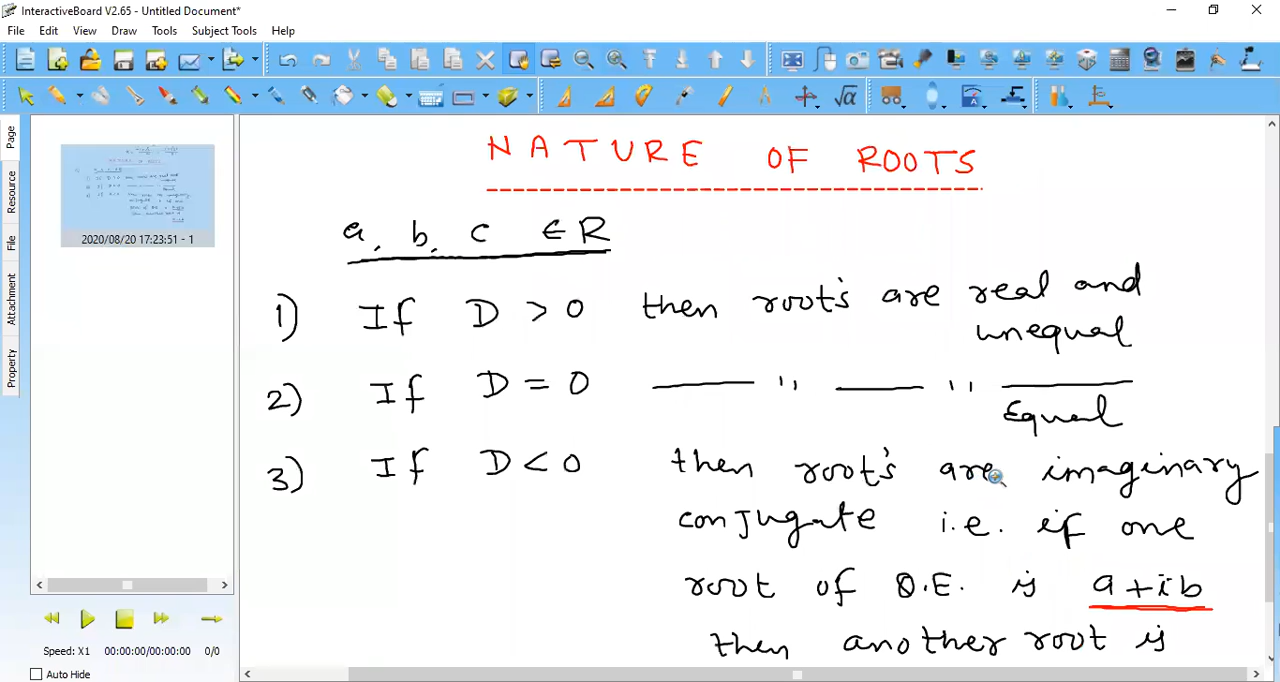 InteractiveBoard V2.65 - Untitled Document*
File Edit View Draw Tools Subject Tools Help
Page
Resource
File
Attachment
Property
2020/08/20 17:23:51 - 1
Speed: X1 00:00:00/00:00:00 0/0
Auto Hide
NATURE OF ROOTS
a, b, c ∈ R
1) If D > 0 then root's are real and
unequal
2) If D = 0 —— " —— " ——
Equal
3) If D < 0 then root's are imaginary
conjugate i.e. if one
root of Q.E. is a+ib
then another root is